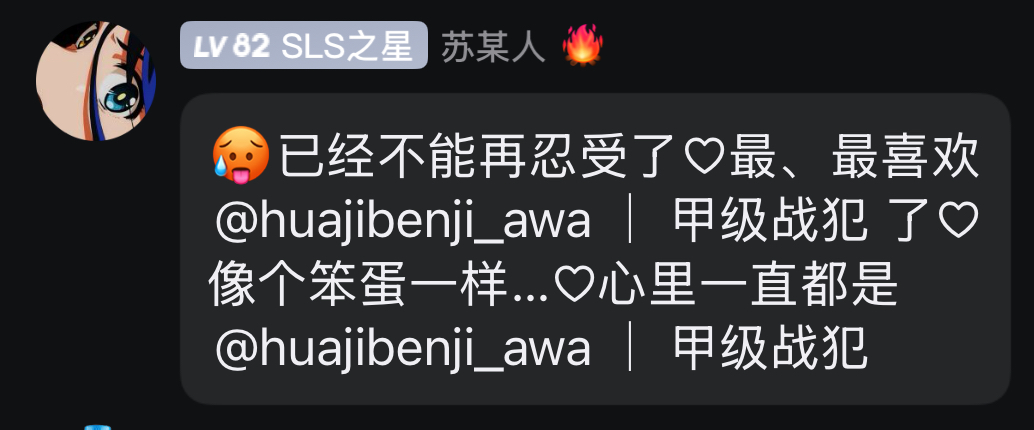 LV 82 SLS之星 苏某人 🔥
🥵已经不能再忍受了♡最、最喜欢
@huajibenji_awa ｜ 甲级战犯 了♡
像个笨蛋一样...♡心里一直都是
@huajibenji_awa ｜ 甲级战犯